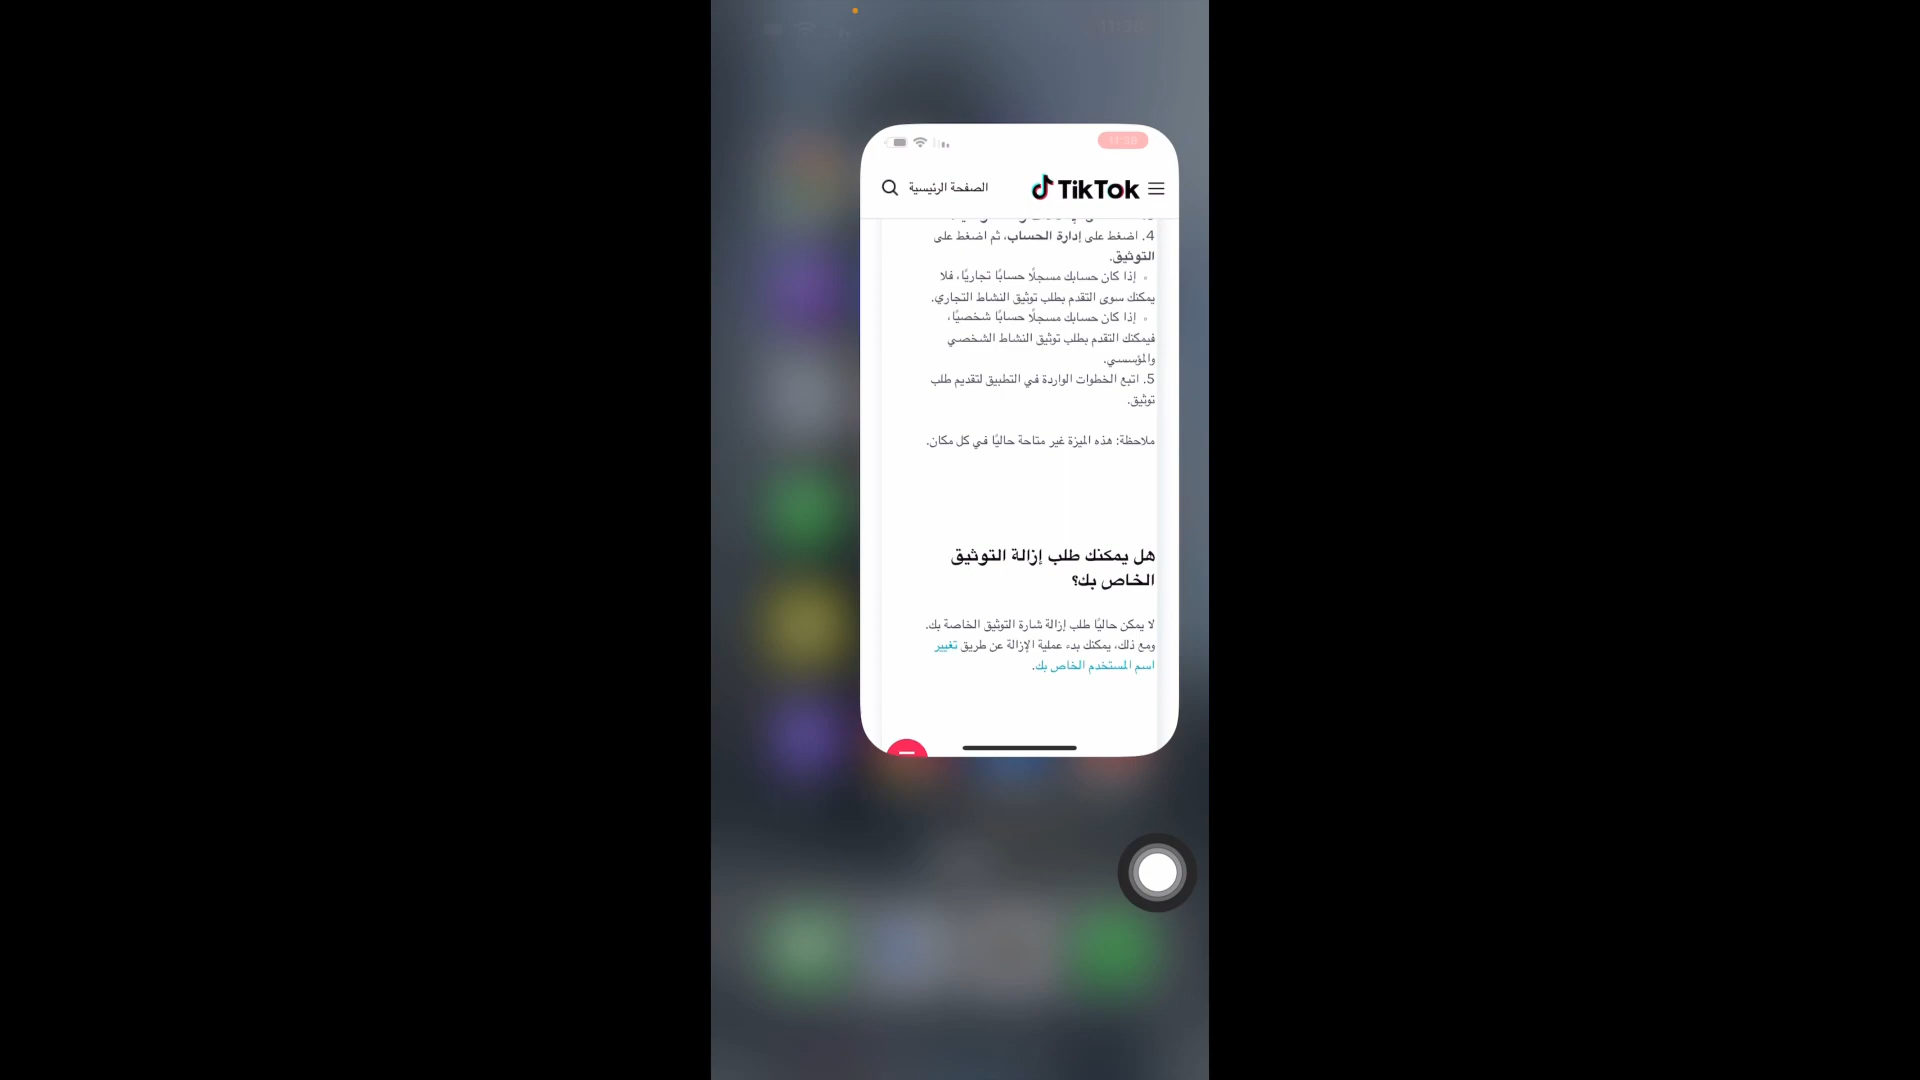 11:36
TikTok
الصفحة الرئيسية
4. اضغط على إدارة الحساب، ثم اضغط على
التوثيق.
◦ إذا كان حسابك مسجلًا حسابًا تجاريًا، فلا
يمكنك سوى التقدم بطلب توثيق النشاط التجاري.
◦ إذا كان حسابك مسجلًا حسابًا شخصيًا،
فيمكنك التقدم بطلب توثيق النشاط الشخصي
والمؤسسي.
5. اتبع الخطوات الواردة في التطبيق لتقديم طلب
توثيق.
ملاحظة: هذه الميزة غير متاحة حاليًا في كل مكان.
هل يمكنك طلب إزالة التوثيق
الخاص بك؟
لا يمكن حاليًا طلب إزالة شارة التوثيق الخاصة بك.
ومع ذلك، يمكنك بدء عملية الإزالة عن طريق تغيير
اسم المستخدم الخاص بك.